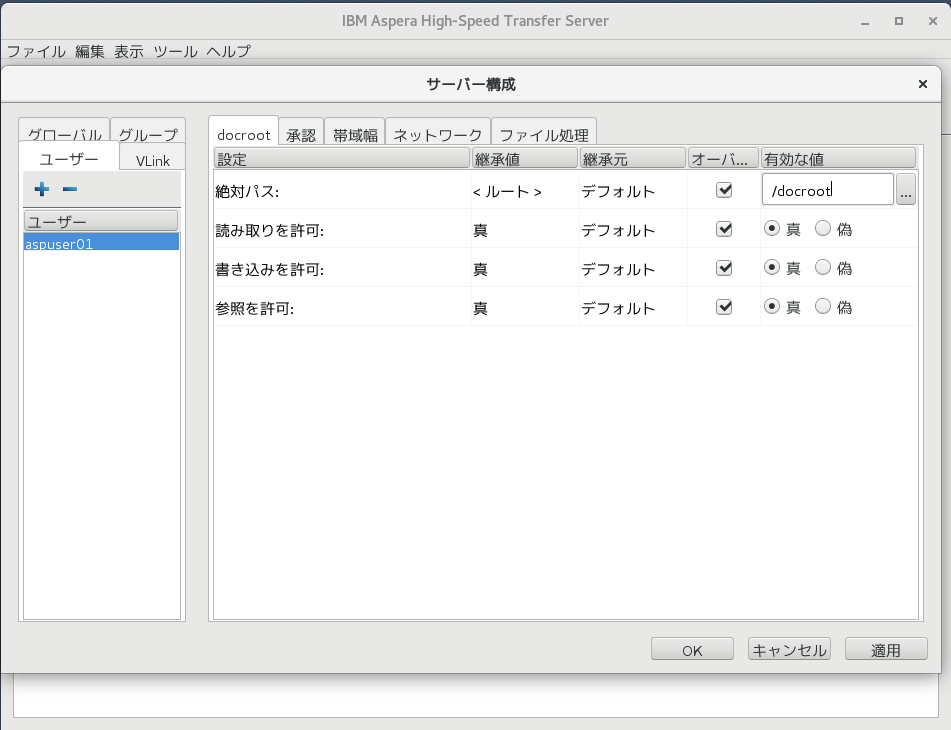 IBM Aspera High-Speed Transfer Server
ファイル 編集 表示 ツール ヘルプ
サーバー構成
グローバル グループ
ユーザー VLink
ユーザー
aspuser01
docroot 承認 帯域幅 ネットワーク ファイル処理
設定 継承値 継承元 オーバ... 有効な値
絶対パス: < ルート > デフォルト /docroot ...
読み取りを許可: 真 デフォルト 真 偽
書き込みを許可: 真 デフォルト 真 偽
参照を許可: 真 デフォルト 真 偽
OK キャンセル 適用